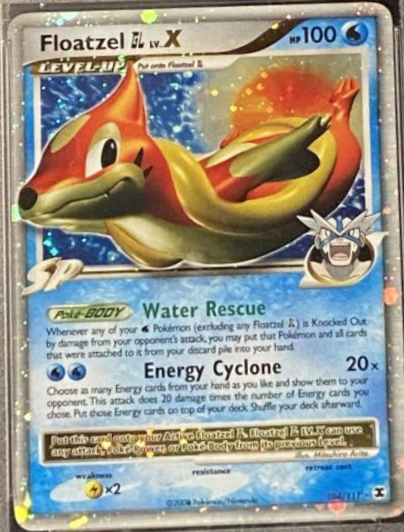 Floatzel GL LV.X HP 100
LEVEL-UP Put onto Floatzel GL
SP
Poké-BODY Water Rescue
Whenever any of your Pokémon (excluding any Floatzel GL) is Knocked Out
by damage from your opponent's attack, you may put that Pokémon and all cards
that were attached to it from your discard pile into your hand.
Energy Cyclone 20×
Choose as many Energy cards from your hand as you like and show them to your
opponent. This attack does 20 damage times the number of Energy cards you
chose. Put those Energy cards on top of your deck. Shuffle your deck afterward.
Put this card onto your Active Floatzel GL. Floatzel GL LV.X can use
any attack, Poké-Power, or Poké-Body from its previous Level.
Illus. Mitsuhiro Arita
weakness resistance retreat cost
×2
Pokémon/Nintendo
104/111